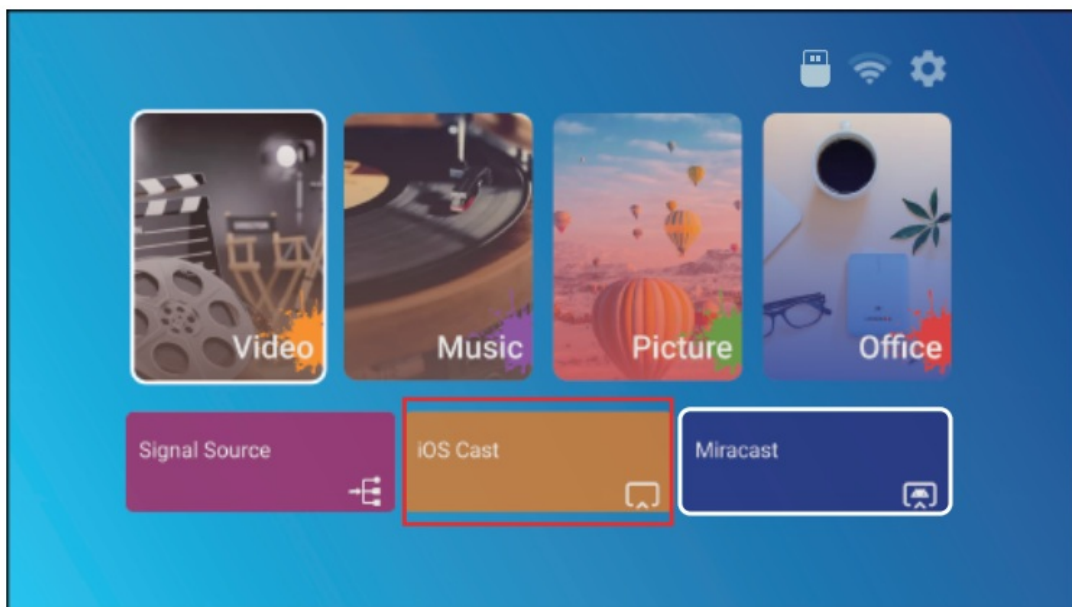 Video
Music
Picture
Office
Signal Source
iOS Cast
Miracast